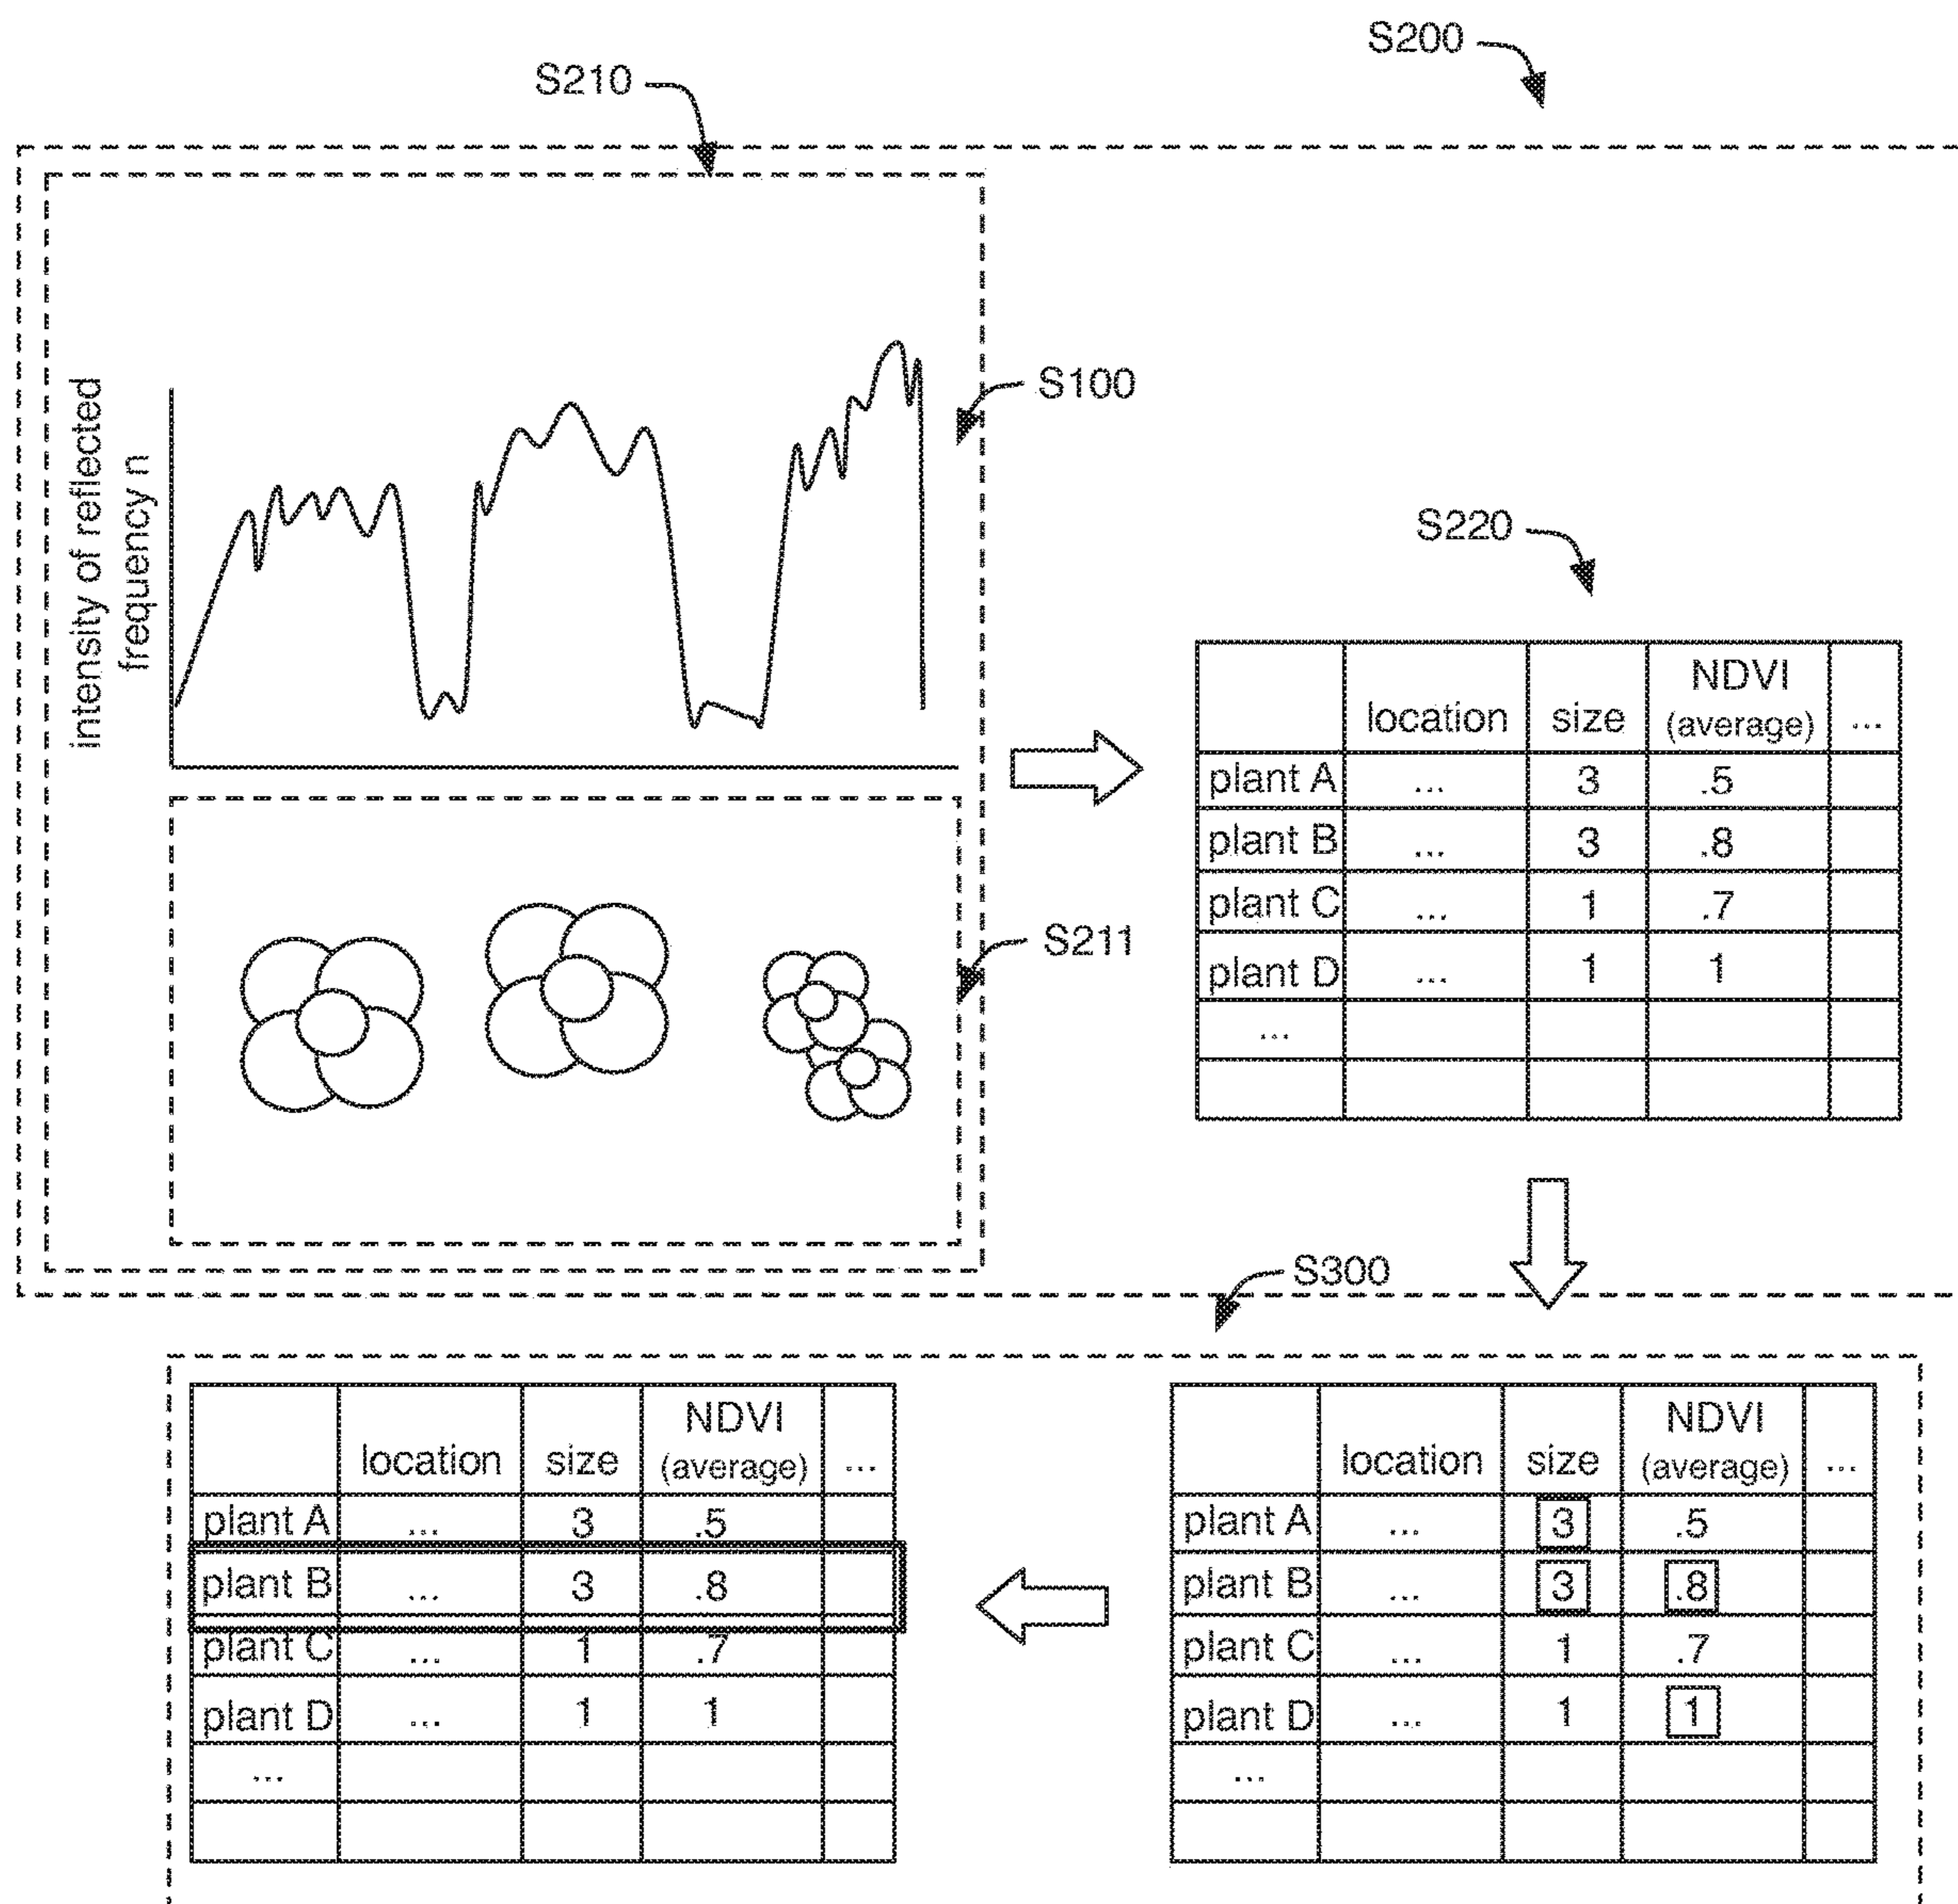 S200
S210
intensity of reflected
frequency n
S100
S220
NDVI
location size (average) ...
plant A ... 3 .5
plant B ... 3 .8
plant C ... 1 .7
plant D ... 1 1
...
S211
S300
NDVI
location size (average) ...
plant A ... 3 .5
plant B ... 3 .8
plant C ... 1 .7
plant D ... 1 1
...
NDVI
location size (average) ...
plant A ... 3 .5
plant B ... 3 .8
plant C ... 1 .7
plant D ... 1 1
...